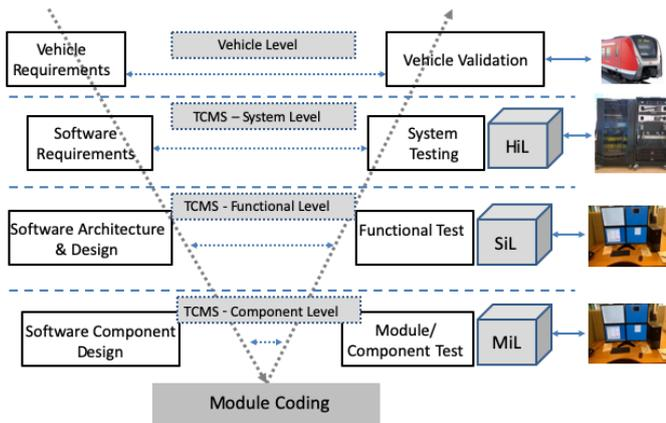 Vehicle
Requirements
Vehicle Level
Vehicle Validation
Software
Requirements
TCMS – System Level
System
Testing
HiL
Software Architecture
& Design
TCMS - Functional Level
Functional Test
SiL
Software Component
Design
TCMS - Component Level
Module/
Component Test
MiL
Module Coding